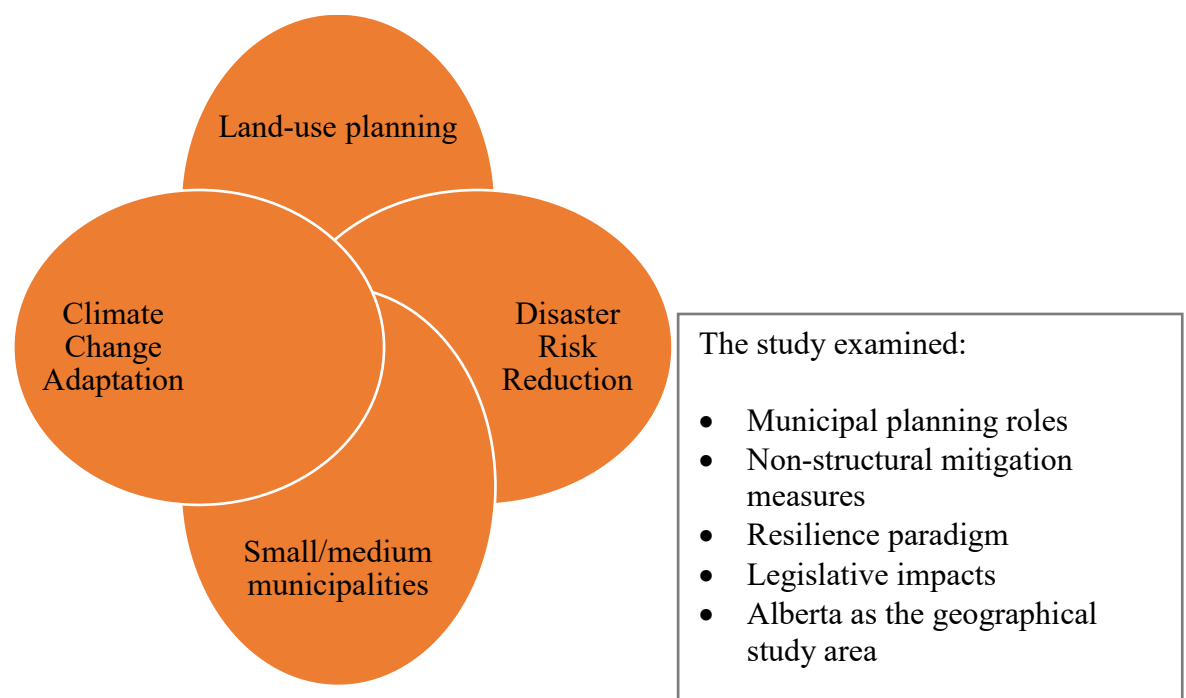 Land-use planning
Climate
Change
Adaptation
Disaster
Risk
Reduction
Small/medium
municipalities
The study examined:
• Municipal planning roles
• Non-structural mitigation
measures
• Resilience paradigm
• Legislative impacts
• Alberta as the geographical
study area